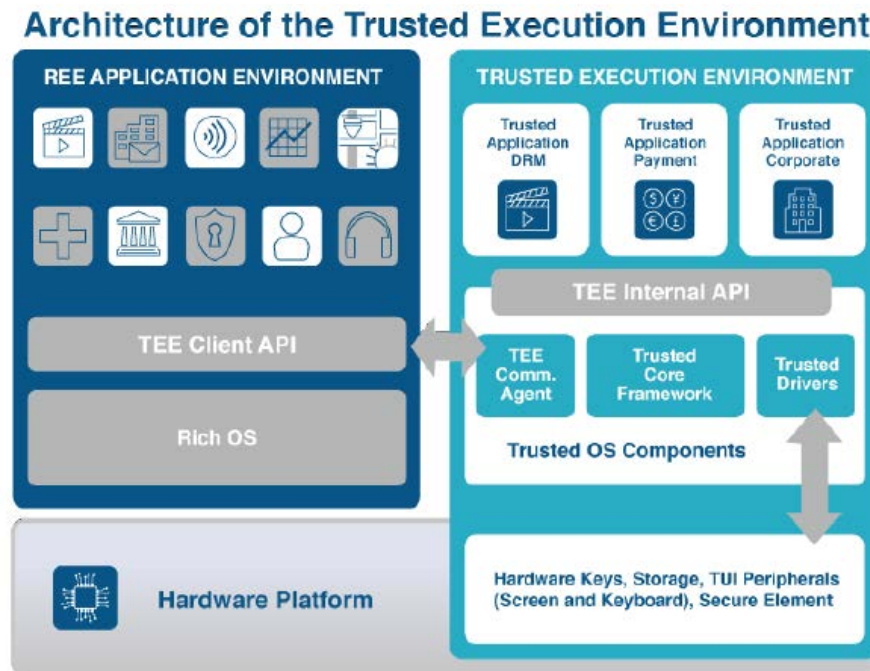 Architecture of the Trusted Execution Environment
REE APPLICATION ENVIRONMENT
TEE Client API
Rich OS
TRUSTED EXECUTION ENVIRONMENT
Trusted
Application
DRM
Trusted
Application
Payment
$ ¥
€ £
Trusted
Application
Corporate
TEE Internal API
TEE
Comm.
Agent
Trusted
Core
Framework
Trusted
Drivers
Trusted OS Components
Hardware Platform
Hardware Keys, Storage, TUI Peripherals
(Screen and Keyboard), Secure Element